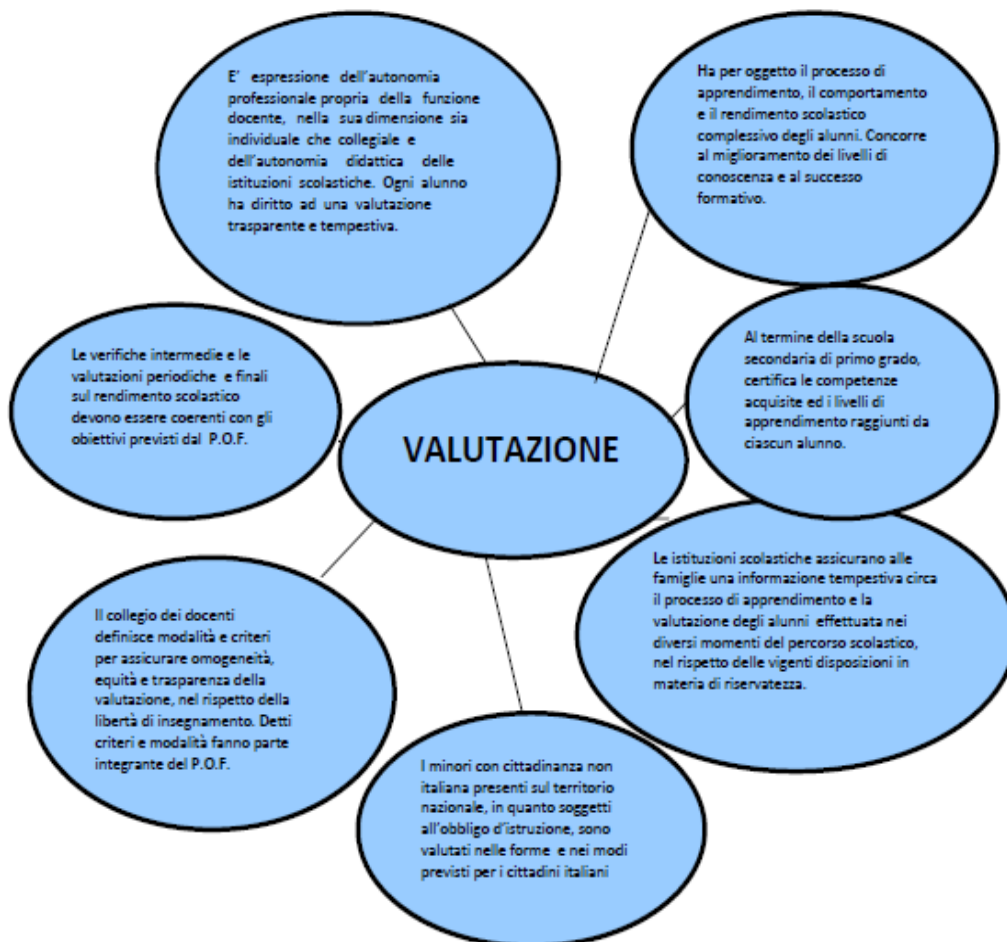 E' espressione dell'autonomia
professionale propria della funzione
docente, nella sua dimensione sia
individuale che collegiale e
dell'autonomia didattica delle
istituzioni scolastiche. Ogni alunno
ha diritto ad una valutazione
trasparente e tempestiva.
Ha per oggetto il processo di
apprendimento, il comportamento
e il rendimento scolastico
complessivo degli alunni. Concorre
al miglioramento dei livelli di
conoscenza e al successo
formativo.
Le verifiche intermedie e le
valutazioni periodiche e finali
sul rendimento scolastico
devono essere coerenti con gli
obiettivi previsti dal P.O.F.
VALUTAZIONE
Al termine della scuola
secondaria di primo grado,
certifica le competenze
acquisite ed i livelli di
apprendimento raggiunti da
ciascun alunno.
Le istituzioni scolastiche assicurano alle
famiglie una informazione tempestiva circa
il processo di apprendimento e la
valutazione degli alunni effettuata nei
diversi momenti del percorso scolastico,
nel rispetto delle vigenti disposizioni in
materia di riservatezza.
Il collegio dei docenti
definisce modalità e criteri
per assicurare omogeneità,
equità e trasparenza della
valutazione, nel rispetto della
libertà di insegnamento. Detti
criteri e modalità fanno parte
integrante del P.O.F.
I minori con cittadinanza non
italiana presenti sul territorio
nazionale, in quanto soggetti
all'obbligo d'istruzione, sono
valutati nelle forme e nei modi
previsti per i cittadini italiani